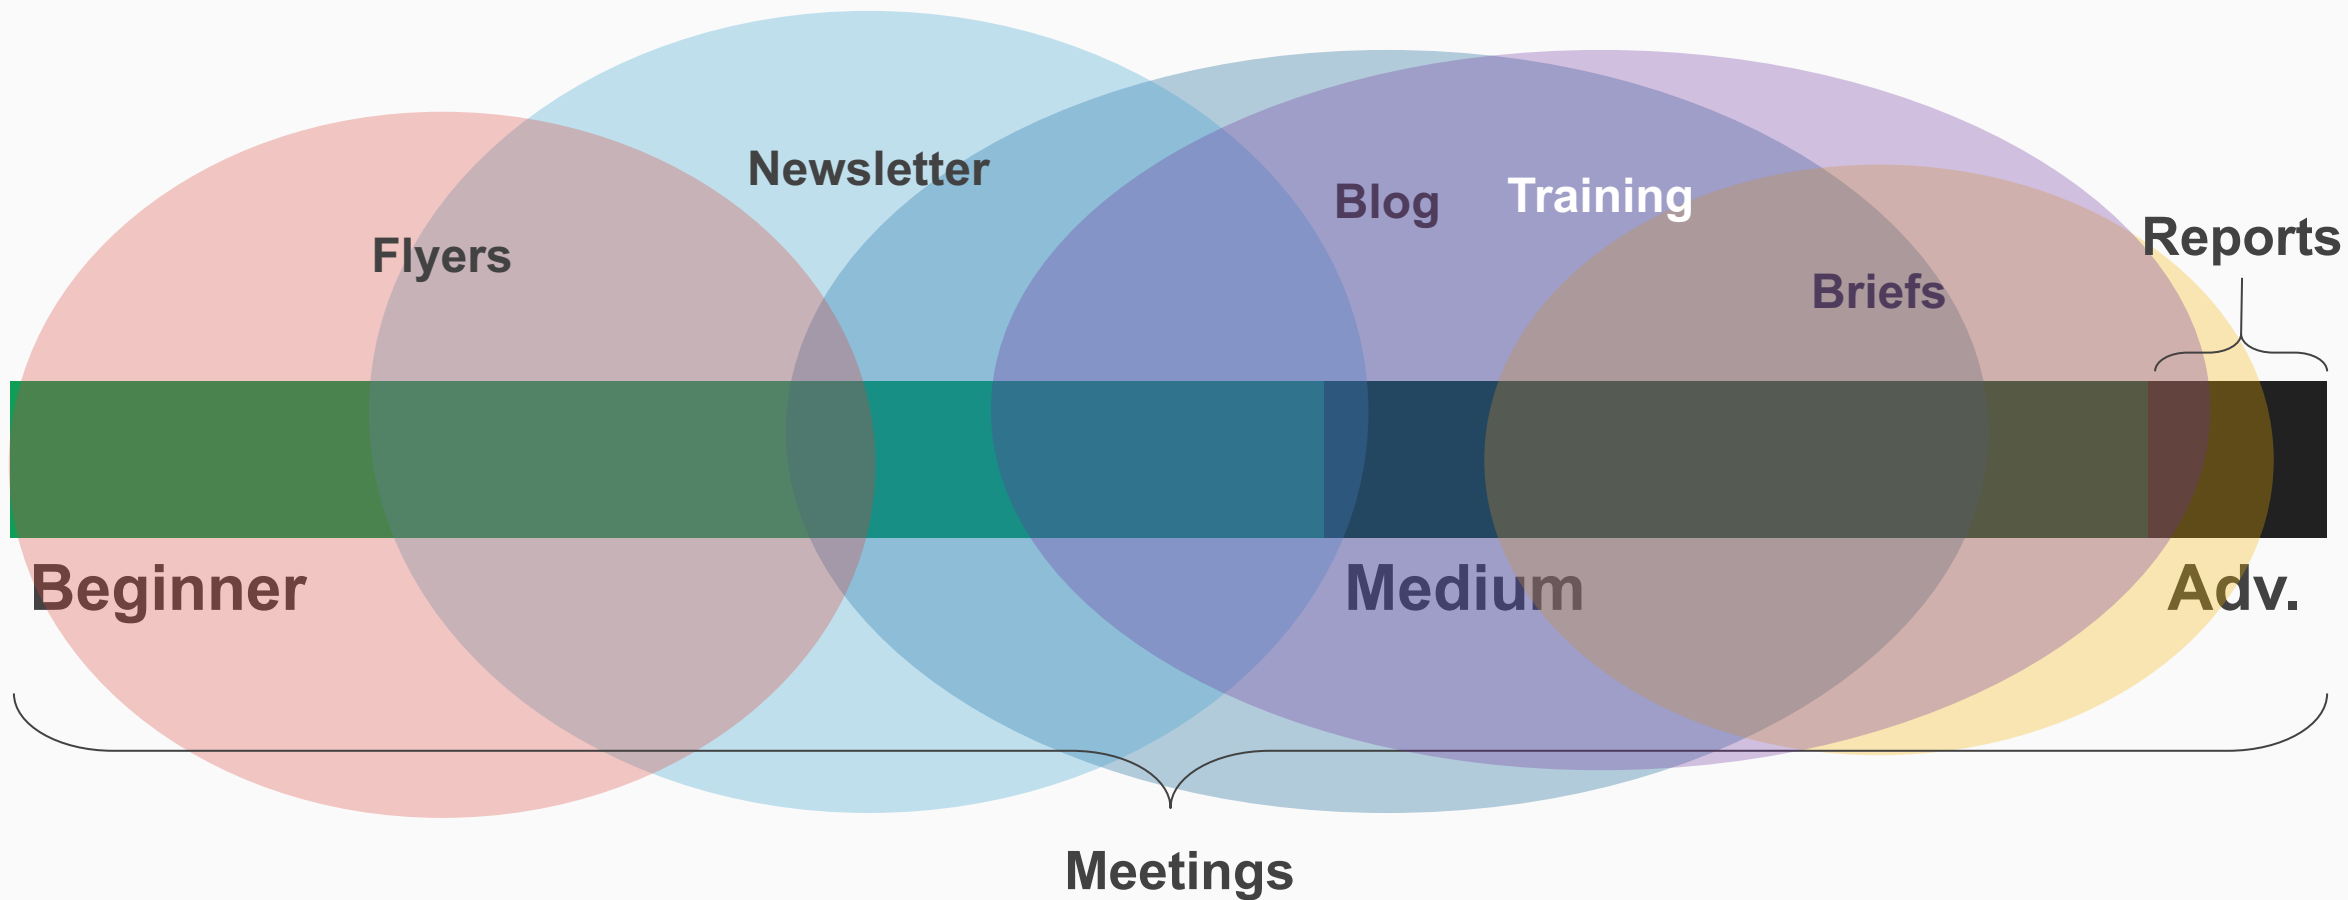 Newsletter
Blog
Training
Flyers
Reports
Briefs
Beginner
Medium
Adv.
Meetings